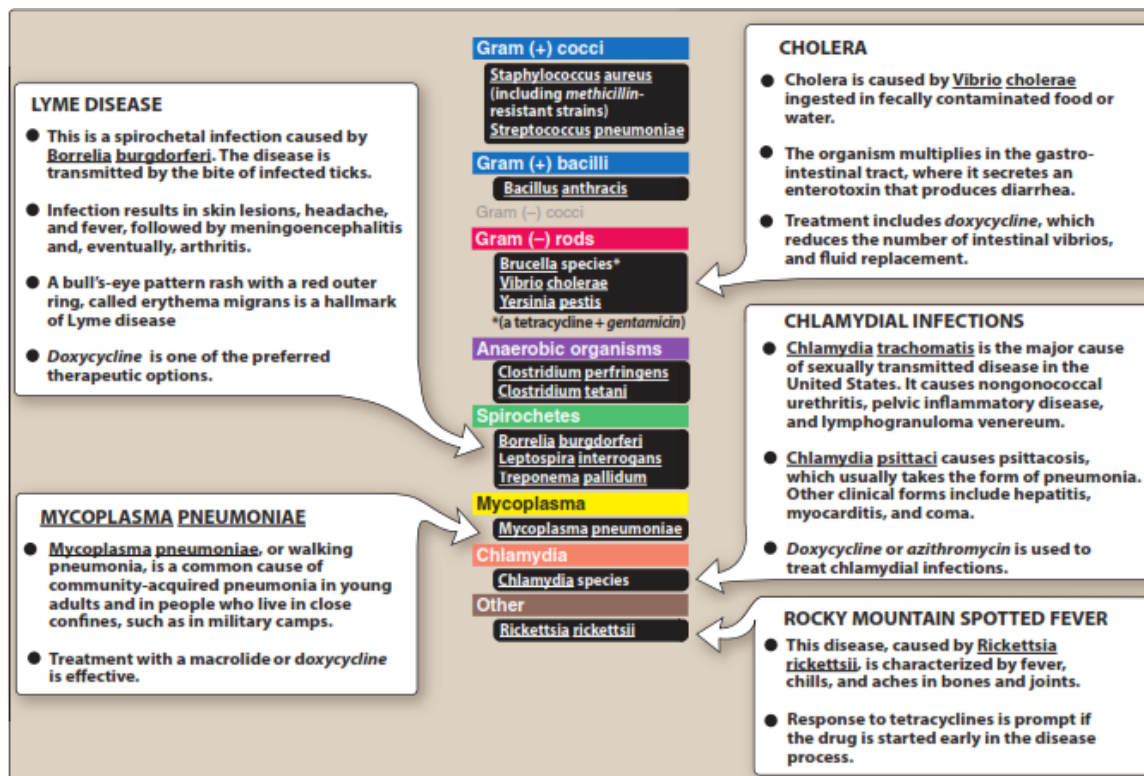 LYME DISEASE
● This is a spirochetal infection caused by
Borrelia burgdorferi. The disease is
transmitted by the bite of infected ticks.
● Infection results in skin lesions, headache,
and fever, followed by meningoencephalitis
and, eventually, arthritis.
● A bull's-eye pattern rash with a red outer
ring, called erythema migrans is a hallmark
of Lyme disease
● Doxycycline is one of the preferred
therapeutic options.
MYCOPLASMA PNEUMONIAE
● Mycoplasma pneumoniae, or walking
pneumonia, is a common cause of
community-acquired pneumonia in young
adults and in people who live in close
confines, such as in military camps.
● Treatment with a macrolide or doxycycline
is effective.
Gram (+) cocci
Staphylococcus aureus
(including methicillin-
resistant strains)
Streptococcus pneumoniae
Gram (+) bacilli
Bacillus anthracis
Gram (–) cocci
Gram (–) rods
Brucella species*
Vibrio cholerae
Yersinia pestis
*(a tetracycline + gentamicin)
Anaerobic organisms
Clostridium perfringens
Clostridium tetani
Spirochetes
Borrelia burgdorferi
Leptospira interrogans
Treponema pallidum
Mycoplasma
Mycoplasma pneumoniae
Chlamydia
Chlamydia species
Other
Rickettsia rickettsii
CHOLERA
● Cholera is caused by Vibrio cholerae
ingested in fecally contaminated food or
water.
● The organism multiplies in the gastro-
intestinal tract, where it secretes an
enterotoxin that produces diarrhea.
● Treatment includes doxycycline, which
reduces the number of intestinal vibrios,
and fluid replacement.
CHLAMYDIAL INFECTIONS
● Chlamydia trachomatis is the major cause
of sexually transmitted disease in the
United States. It causes nongonococcal
urethritis, pelvic inflammatory disease,
and lymphogranuloma venereum.
● Chlamydia psittaci causes psittacosis,
which usually takes the form of pneumonia.
Other clinical forms include hepatitis,
myocarditis, and coma.
● Doxycycline or azithromycin is used to
treat chlamydial infections.
ROCKY MOUNTAIN SPOTTED FEVER
● This disease, caused by Rickettsia
rickettsii, is characterized by fever,
chills, and aches in bones and joints.
● Response to tetracyclines is prompt if
the drug is started early in the disease
process.